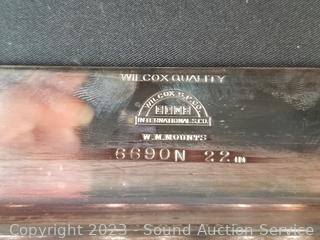 WILCOX QUALITY
WILCOX S.P.CO.
INTERNATIONAL S.CO.
W.M.MOUNTS
6690N 22 IN
Copyright 2023 - Sound Auction Service